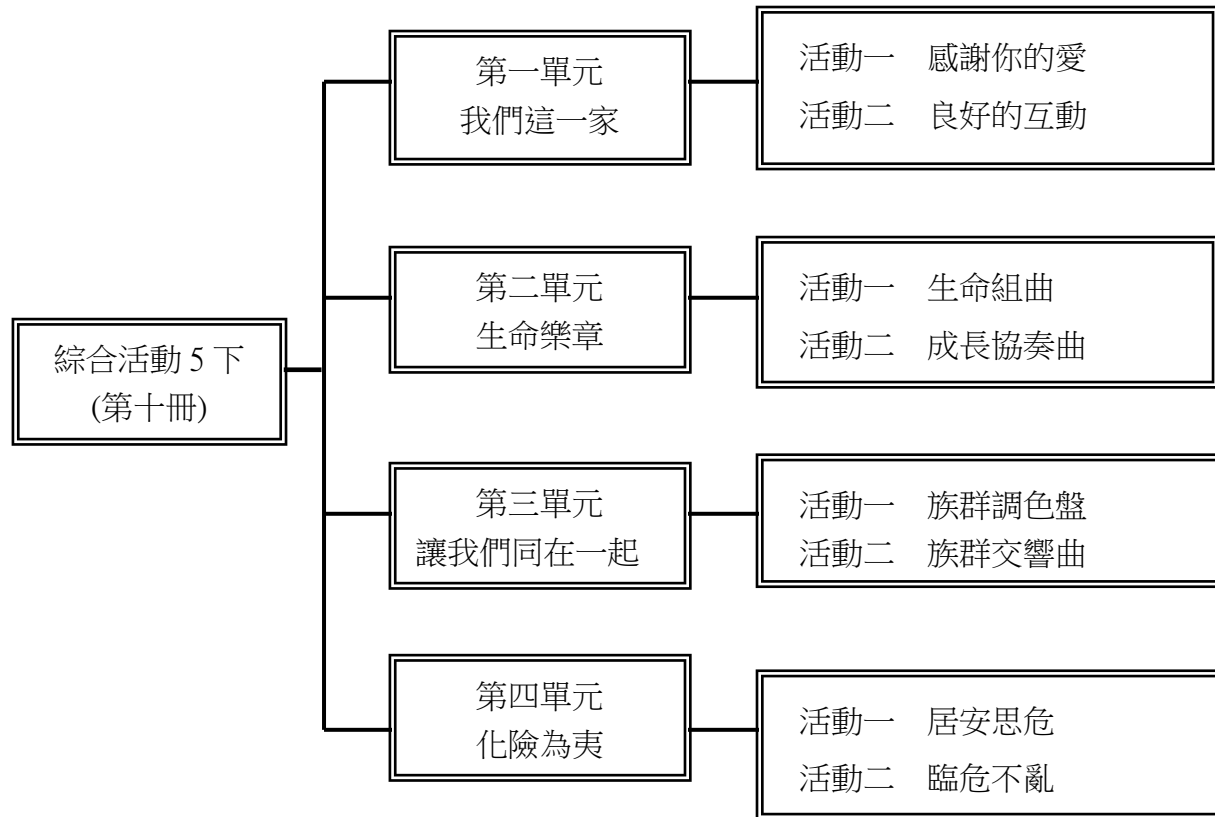 綜合活動 5 下
(第十冊)
第一單元
我們這一家
活動一　感謝你的愛
活動二　良好的互動
第二單元
生命樂章
活動一　生命組曲
活動二　成長協奏曲
第三單元
讓我們同在一起
活動一　族群調色盤
活動二　族群交響曲
第四單元
化險為夷
活動一　居安思危
活動二　臨危不亂